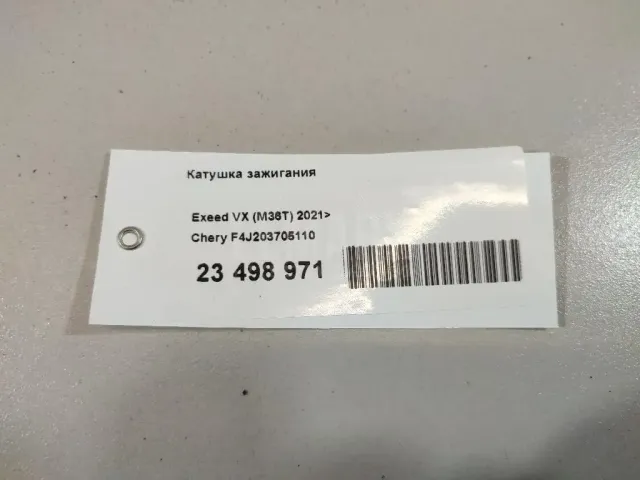 Катушка зажигания
Exeed VX (M36T) 2021>
Chery F4J203705110
23 498 971